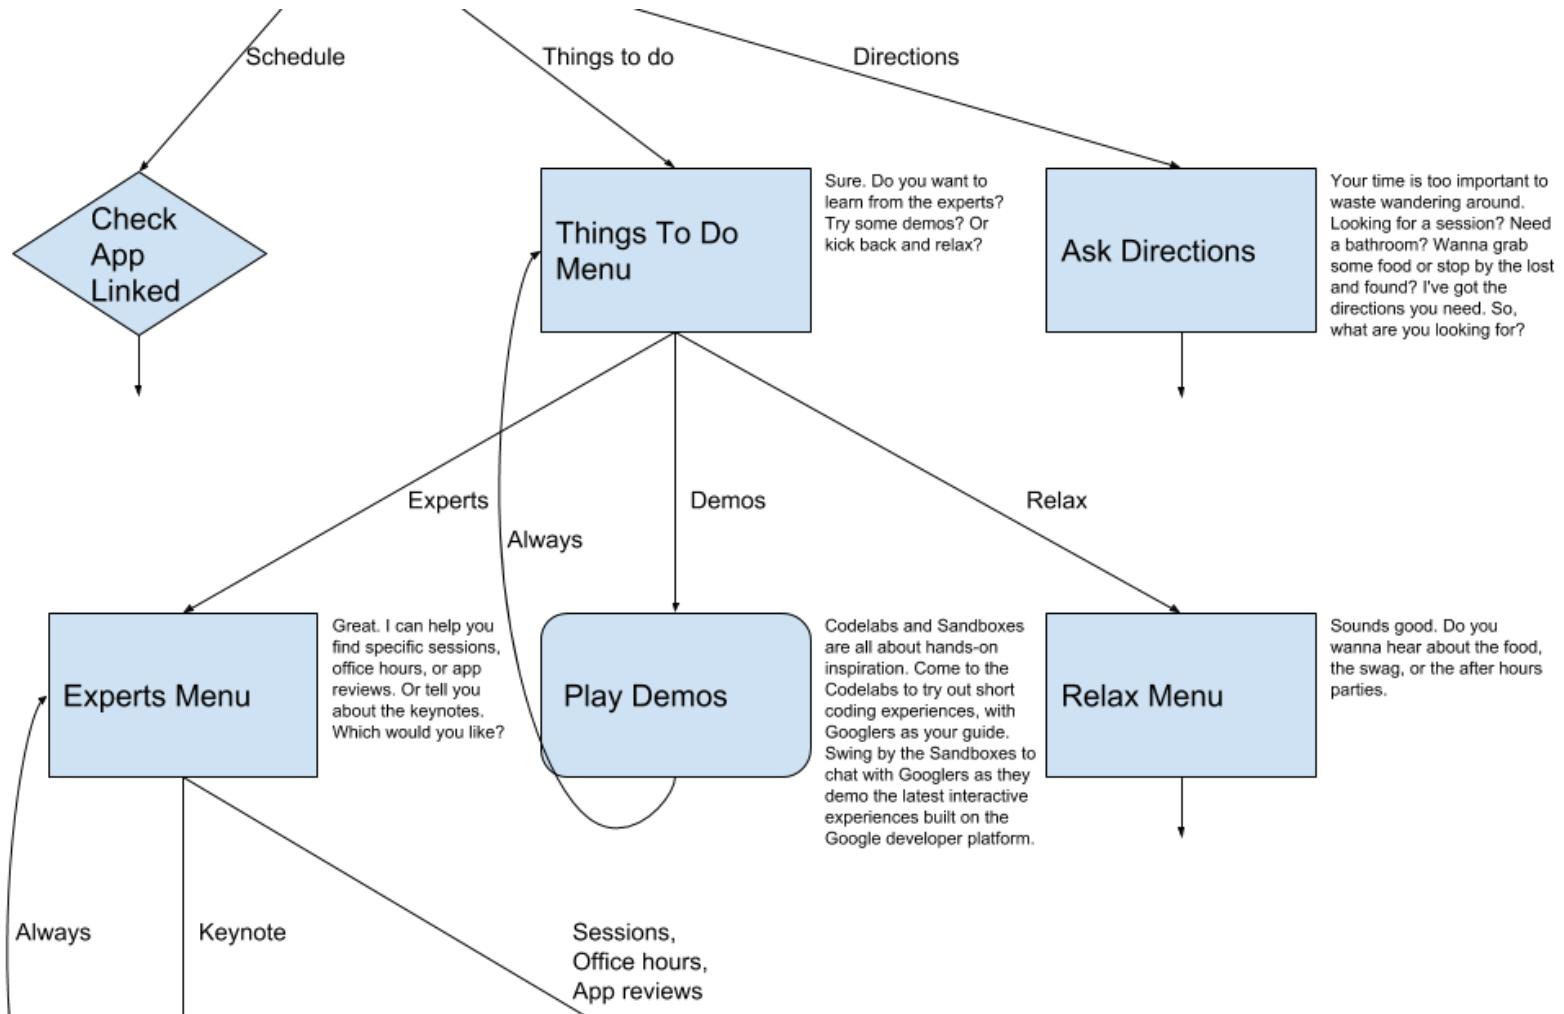 Schedule
Things to do
Directions
Check
App
Linked
Things To Do
Menu
Sure. Do you want to
learn from the experts?
Try some demos? Or
kick back and relax?
Ask Directions
Your time is too important to
waste wandering around.
Looking for a session? Need
a bathroom? Wanna grab
some food or stop by the lost
and found? I've got the
directions you need. So,
what are you looking for?
Experts
Demos
Relax
Always
Experts Menu
Great. I can help you
find specific sessions,
office hours, or app
reviews. Or tell you
about the keynotes.
Which would you like?
Play Demos
Codelabs and Sandboxes
are all about hands-on
inspiration. Come to the
Codelabs to try out short
coding experiences, with
Googlers as your guide.
Swing by the Sandboxes to
chat with Googlers as they
demo the latest interactive
experiences built on the
Google developer platform.
Relax Menu
Sounds good. Do you
wanna hear about the food,
the swag, or the after hours
parties.
Always
Keynote
Sessions,
Office hours,
App reviews